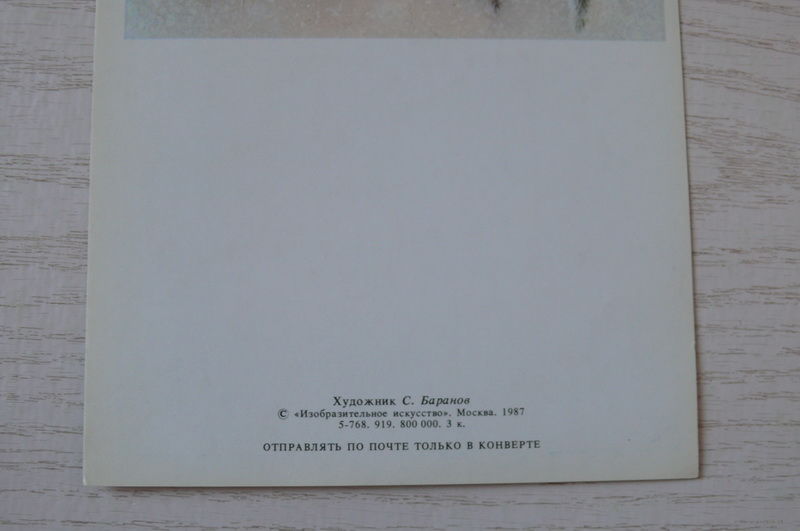 Художник С. Баранов
© «Изобразительное искусство». Москва. 1987
5-768. 919. 800 000. 3 к.
ОТПРАВЛЯТЬ ПО ПОЧТЕ ТОЛЬКО В КОНВЕРТЕ